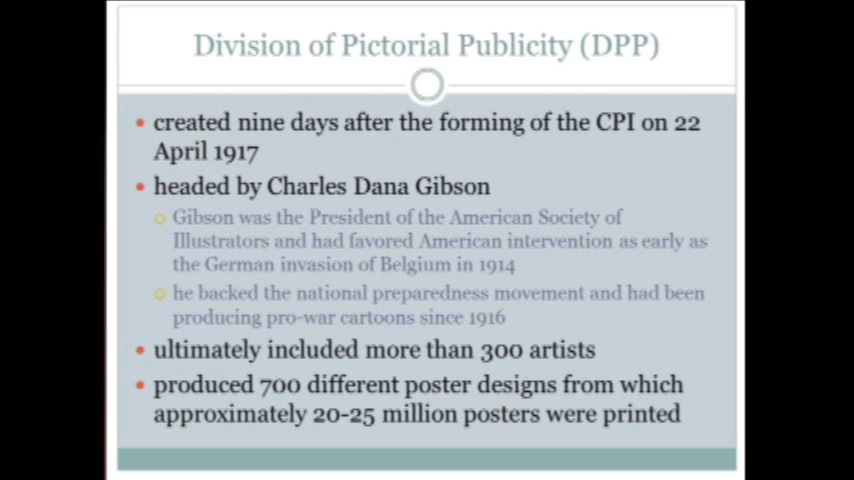 Division of Pictorial Publicity (DPP)
created nine days after the forming of the CPI on 22
April 1917
headed by Charles Dana Gibson
Gibson was the President of the American Society of
Illustrators and had favored American intervention as early as
the German invasion of Belgium in 1914
he backed the national preparedness movement and had been
producing pro-war cartoons since 1916
ultimately included more than 300 artists
produced 700 different poster designs from which
approximately 20-25 million posters were printed